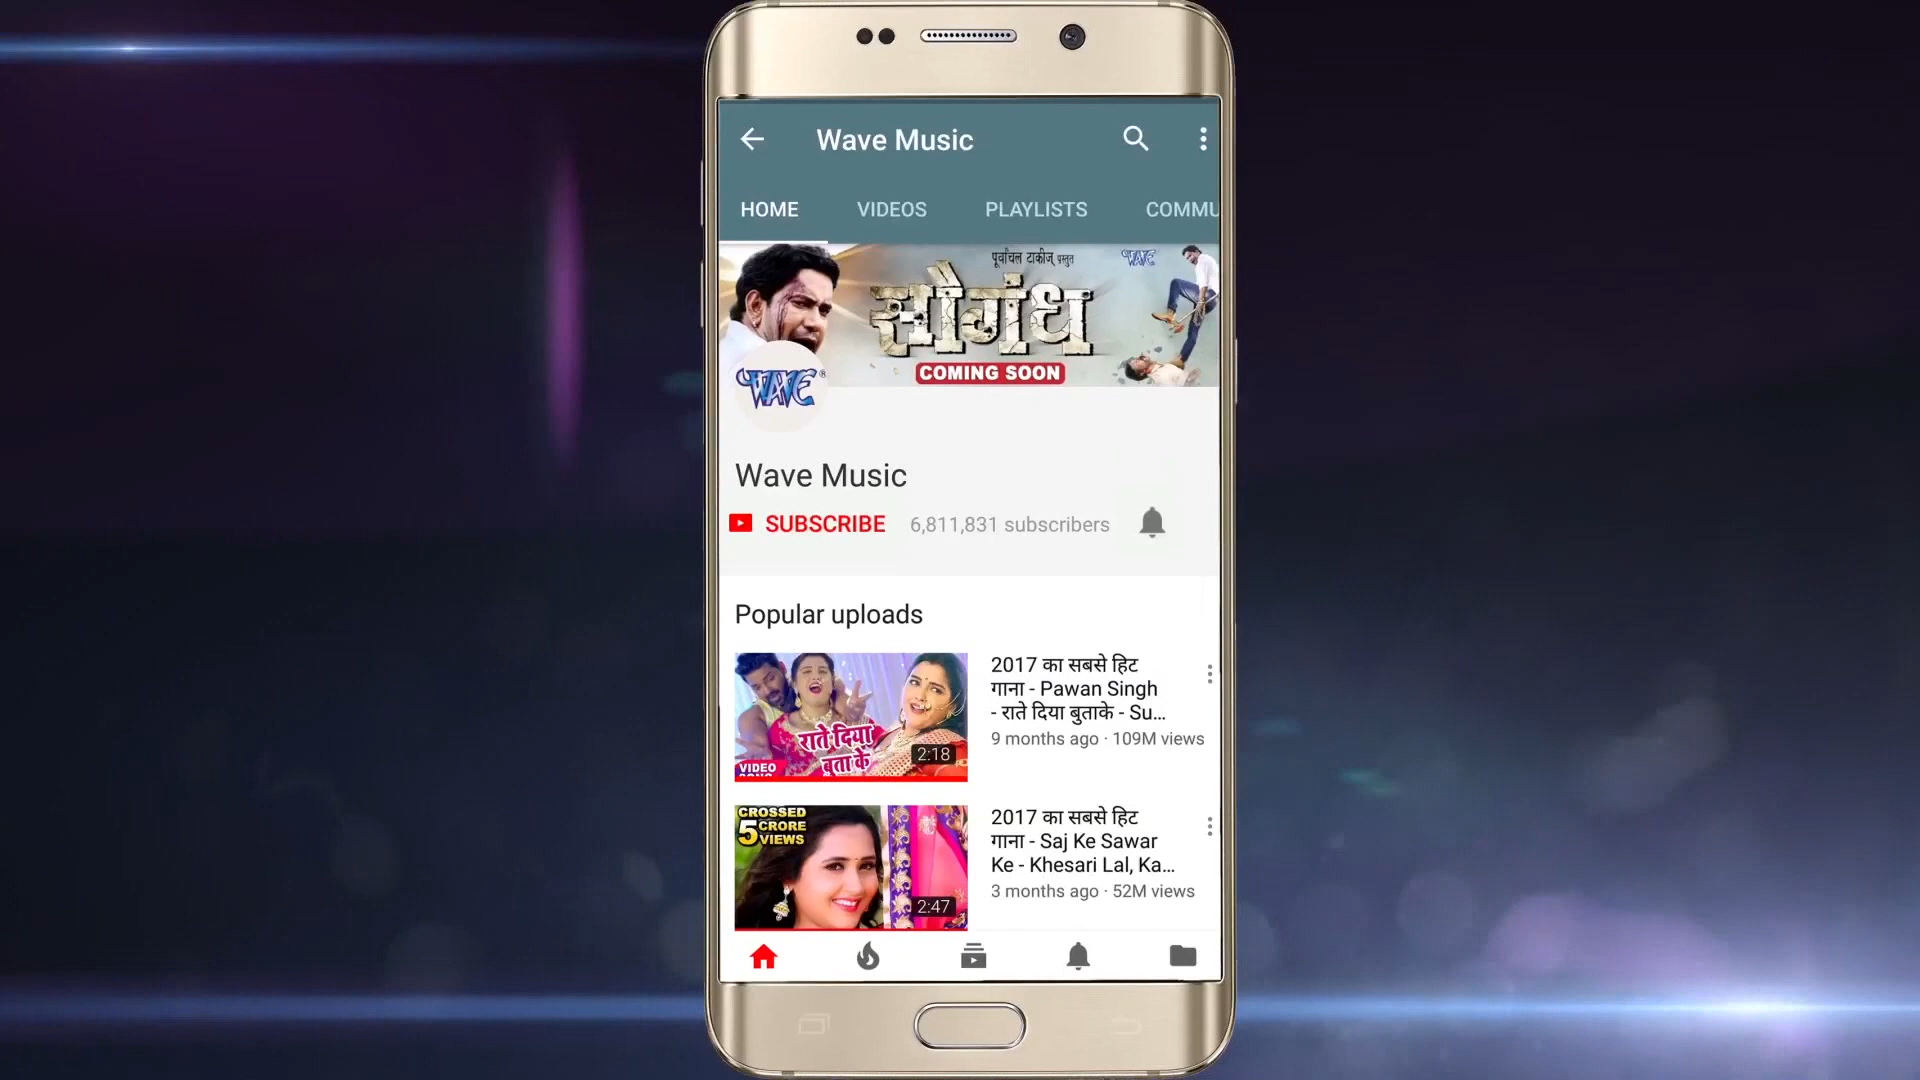 Wave Music
HOME VIDEOS PLAYLISTS COMMU
पूर्वांचल टाकीज् प्रस्तुत
WAVE
सौगंध
COMING SOON
WAVE®
Wave Music
SUBSCRIBE 6,811,831 subscribers
Popular uploads
2017 का सबसे हिट
गाना - Pawan Singh
- राते दिया बुताके - Su...
9 months ago · 109M views
राते दिया
बुता के
VIDEO
SONG
2:18
2017 का सबसे हिट
गाना - Saj Ke Sawar
Ke - Khesari Lal, Ka...
3 months ago · 52M views
CROSSED
5 CRORE
VIEWS
2:47